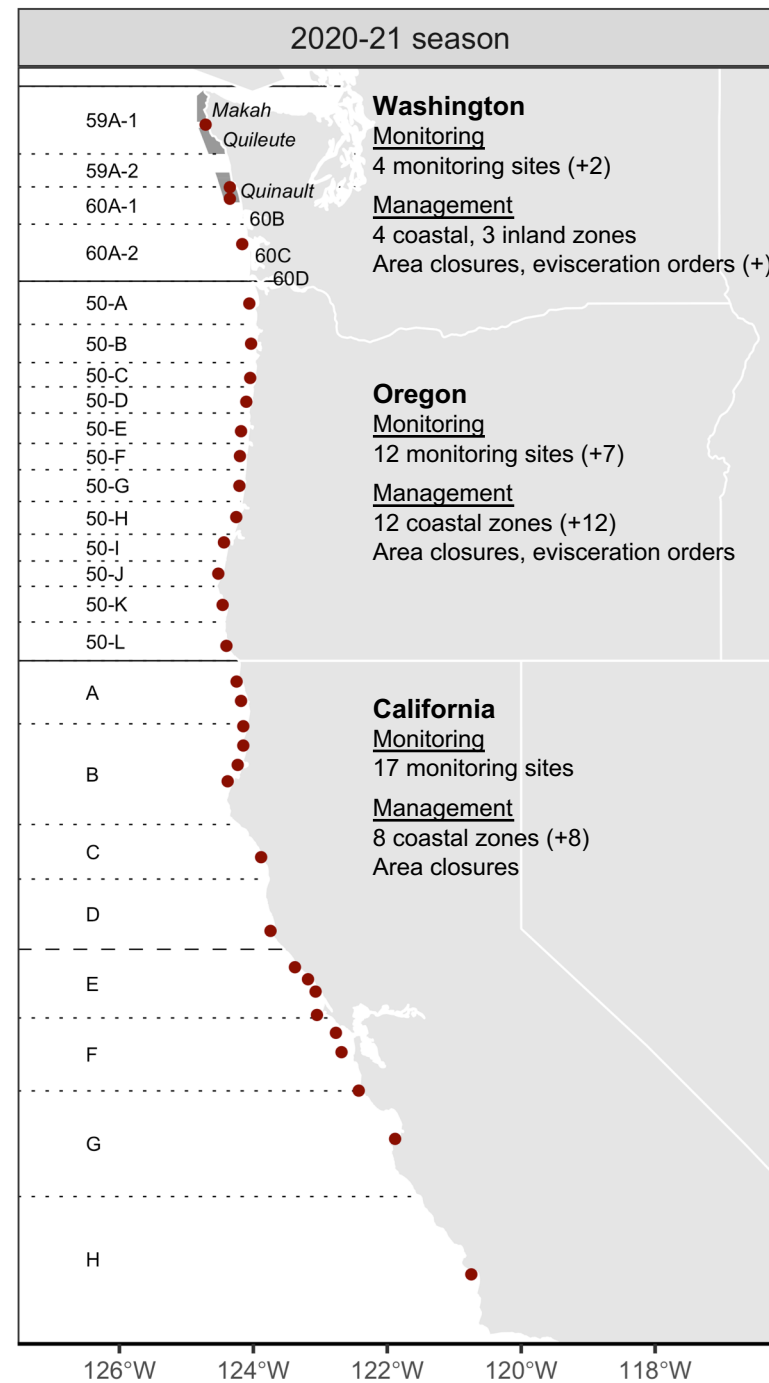 2020-21 season
59A-1
59A-2
60A-1
60A-2
Makah
Quileute
Quinault
60B
60C
60D
Washington
Monitoring
4 monitoring sites (+2)
Management
4 coastal, 3 inland zones
Area closures, evisceration orders (+)
50-A
50-B
50-C
50-D
50-E
50-F
50-G
50-H
50-I
50-J
50-K
50-L
Oregon
Monitoring
12 monitoring sites (+7)
Management
12 coastal zones (+12)
Area closures, evisceration orders
A
B
C
D
E
F
G
H
California
Monitoring
17 monitoring sites
Management
8 coastal zones (+8)
Area closures
126°W 124°W 122°W 120°W 118°W